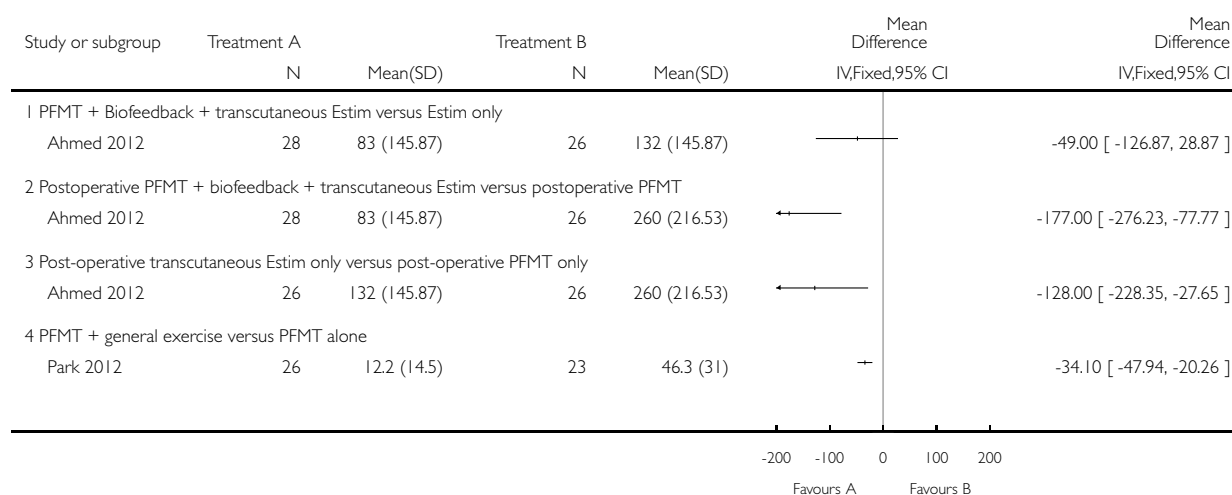 Study or subgroup Treatment A Treatment B Mean Difference Mean Difference
N Mean(SD) N Mean(SD) IV,Fixed,95% CI IV,Fixed,95% CI
1 PFMT + Biofeedback + transcutaneous Estim versus Estim only
Ahmed 2012 28 83 (145.87) 26 132 (145.87) -49.00 [ -126.87, 28.87 ]
2 Postoperative PFMT + biofeedback + transcutaneous Estim versus postoperative PFMT
Ahmed 2012 28 83 (145.87) 26 260 (216.53) -177.00 [ -276.23, -77.77 ]
3 Post-operative transcutaneous Estim only versus post-operative PFMT only
Ahmed 2012 26 132 (145.87) 26 260 (216.53) -128.00 [ -228.35, -27.65 ]
4 PFMT + general exercise versus PFMT alone
Park 2012 26 12.2 (14.5) 23 46.3 (31) -34.10 [ -47.94, -20.26 ]
-200 -100 0 100 200
Favours A Favours B